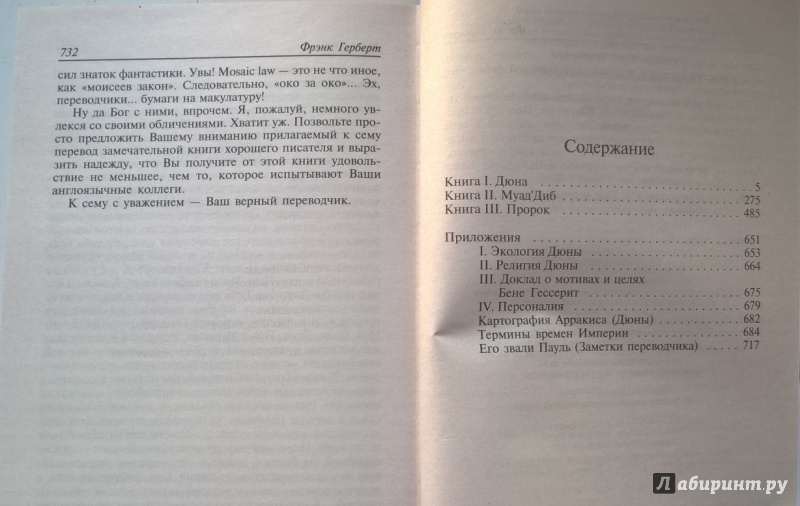 732
Фрэнк Герберт
сил знаток фантастики. Увы! Mosaic law — это не что иное,
как «моисеев закон». Следовательно, «око за око»... Эх,
переводчики... бумаги на макулатуру!
Ну да Бог с ними, впрочем. Я, пожалуй, немного ув-
лекся со своими обличениями. Хватит уж. Позвольте про-
сто предложить Вашему вниманию прилагаемый к сему
перевод замечательной книги хорошего писателя и выра-
зить надежду, что Вы получите от этой книги удоволь-
ствие не меньшее, чем то, которое испытывают Ваши
англоязычные коллеги.
К сему с уважением — Ваш верный переводчик.
Содержание
Книга I. Дюна 5
Книга II. Муад'Диб 275
Книга III. Пророк 485
Приложения 651
I. Экология Дюны 653
II. Религия Дюны 664
III. Доклад о мотивах и целях
Бене Гессерит 675
IV. Персоналия 679
Картография Арракиса (Дюны) 682
Термины времен Империи 684
Его звали Пауль (Заметки переводчика) 717
Лабиринт.ру